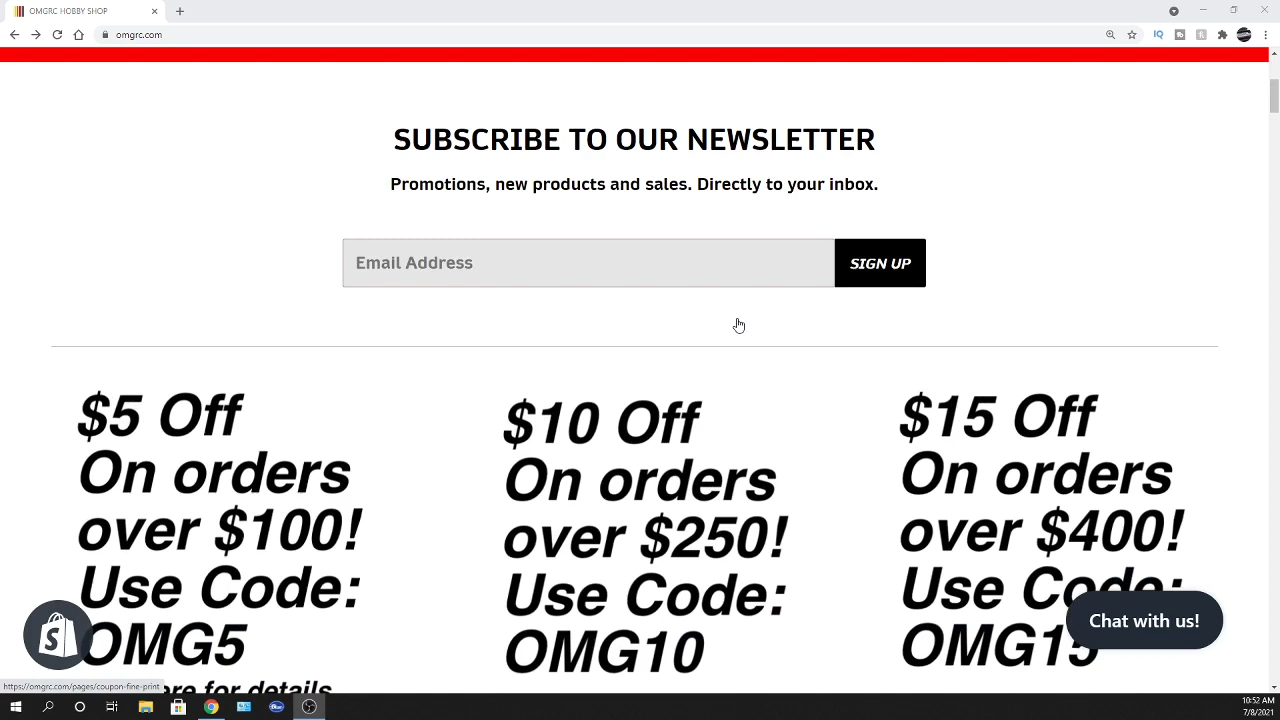 OMGRC HOBBY SHOP
omgrc.com
IQ
SUBSCRIBE TO OUR NEWSLETTER
Promotions, new products and sales. Directly to your inbox.
Email Address
SIGN UP
$5 Off
On orders
over $100!
Use Code:
OMG5
$10 Off
On orders
over $250!
Use Code:
OMG10
$15 Off
On orders
over $400!
Use Code:
OMG15
Chat with us!
for details
https://omgrc.com/pages/coupon-fine-print
10:52 AM
7/8/2021